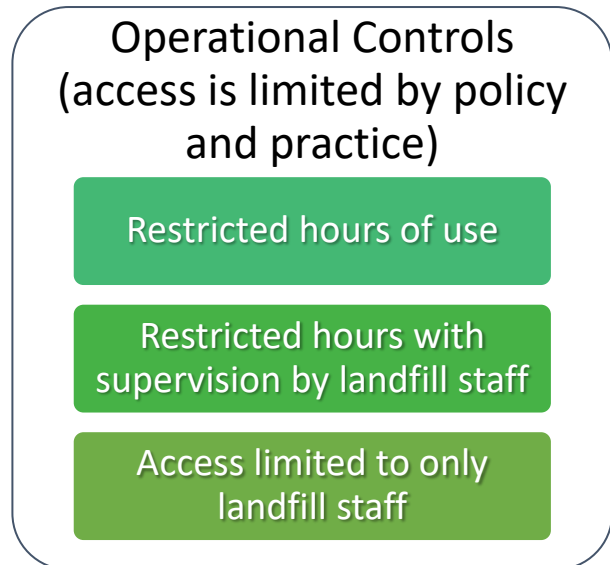 Operational Controls
(access is limited by policy
and practice)
Restricted hours of use
Restricted hours with
supervision by landfill staff
Access limited to only
landfill staff